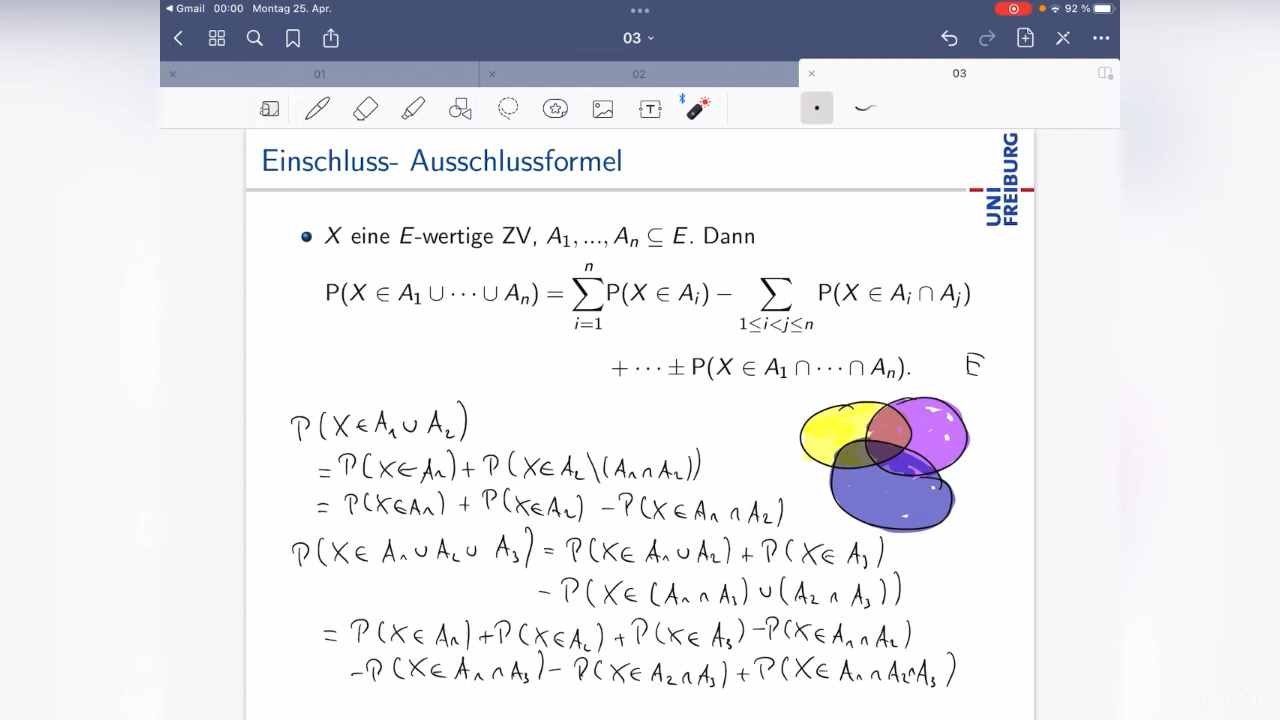 Gmail 00:00 Montag 25. Apr. 92 %
03
01 02 03
T
Einschluss- Ausschlussformel
UNI
FREIBURG
X eine E-wertige ZV, A₁, ..., Aₙ ⊆ E. Dann
P(X ∈ A₁ ∪ ⋯ ∪ Aₙ) = ∑ᵢ₌₁ⁿ P(X ∈ Aᵢ) − ∑_{1≤i<j≤n} P(X ∈ Aᵢ ∩ Aⱼ)
+ ⋯ ± P(X ∈ A₁ ∩ ⋯ ∩ Aₙ).
E
P(X ∈ A₁ ∪ A₂)
= P(X ∈ A₁) + P(X ∈ A₂ \ (A₁ ∩ A₂))
= P(X ∈ A₁) + P(X ∈ A₂) − P(X ∈ A₁ ∩ A₂)
P(X ∈ A₁ ∪ A₂ ∪ A₃) = P(X ∈ A₁ ∪ A₂) + P(X ∈ A₃)
− P(X ∈ (A₁ ∩ A₃) ∪ (A₂ ∩ A₃))
= P(X ∈ A₁) + P(X ∈ A₂) + P(X ∈ A₃) − P(X ∈ A₁ ∩ A₂)
− P(X ∈ A₁ ∩ A₃) − P(X ∈ A₂ ∩ A₃) + P(X ∈ A₁ ∩ A₂ ∩ A₃)